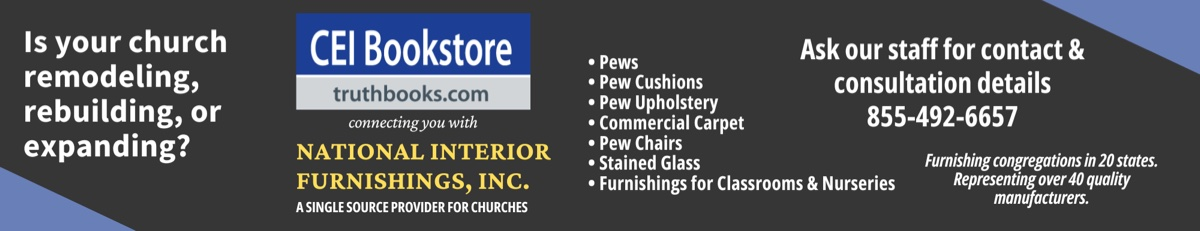 Is your church
remodeling,
rebuilding, or
expanding?
CEI Bookstore
truthbooks.com
connecting you with
NATIONAL INTERIOR
FURNISHINGS, INC.
A SINGLE SOURCE PROVIDER FOR CHURCHES
• Pews
• Pew Cushions
• Pew Upholstery
• Commercial Carpet
• Pew Chairs
• Stained Glass
• Furnishings for Classrooms & Nurseries
Ask our staff for contact &
consultation details
855-492-6657
Furnishing congregations in 20 states.
Representing over 40 quality
manufacturers.